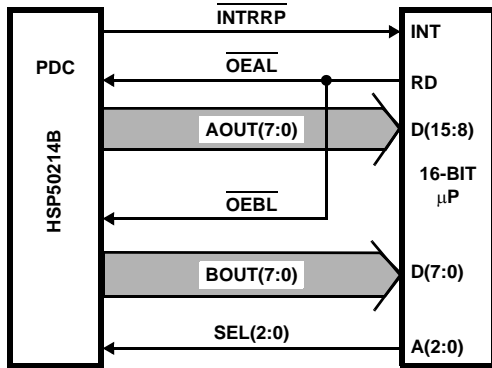 INTRRP
INT
PDC
OEAL
RD
AOUT(7:0)
D(15:8)
HSP50214B
16-BIT
μP
OEBL
BOUT(7:0)
D(7:0)
SEL(2:0)
A(2:0)